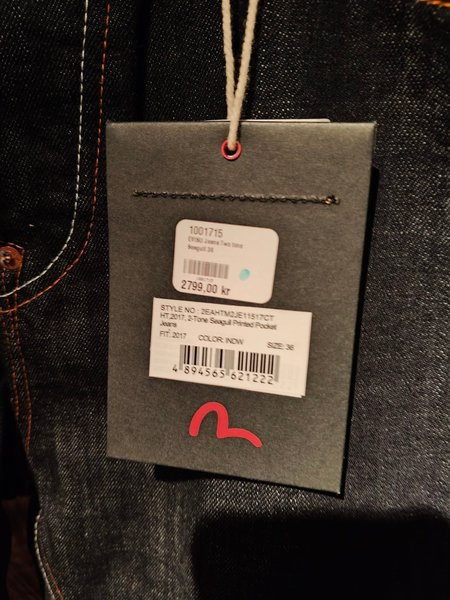 1001715
EVISU Jeans Two tone
Seagull 36
2799,00 kr
STYLE NO : 2EAHTM2JE11517CT
HT,2017, 2-Tone Seagull Printed Pocket
Jeans
FIT: 2017 COLOR: INDW SIZE: 36
4 894565 621222